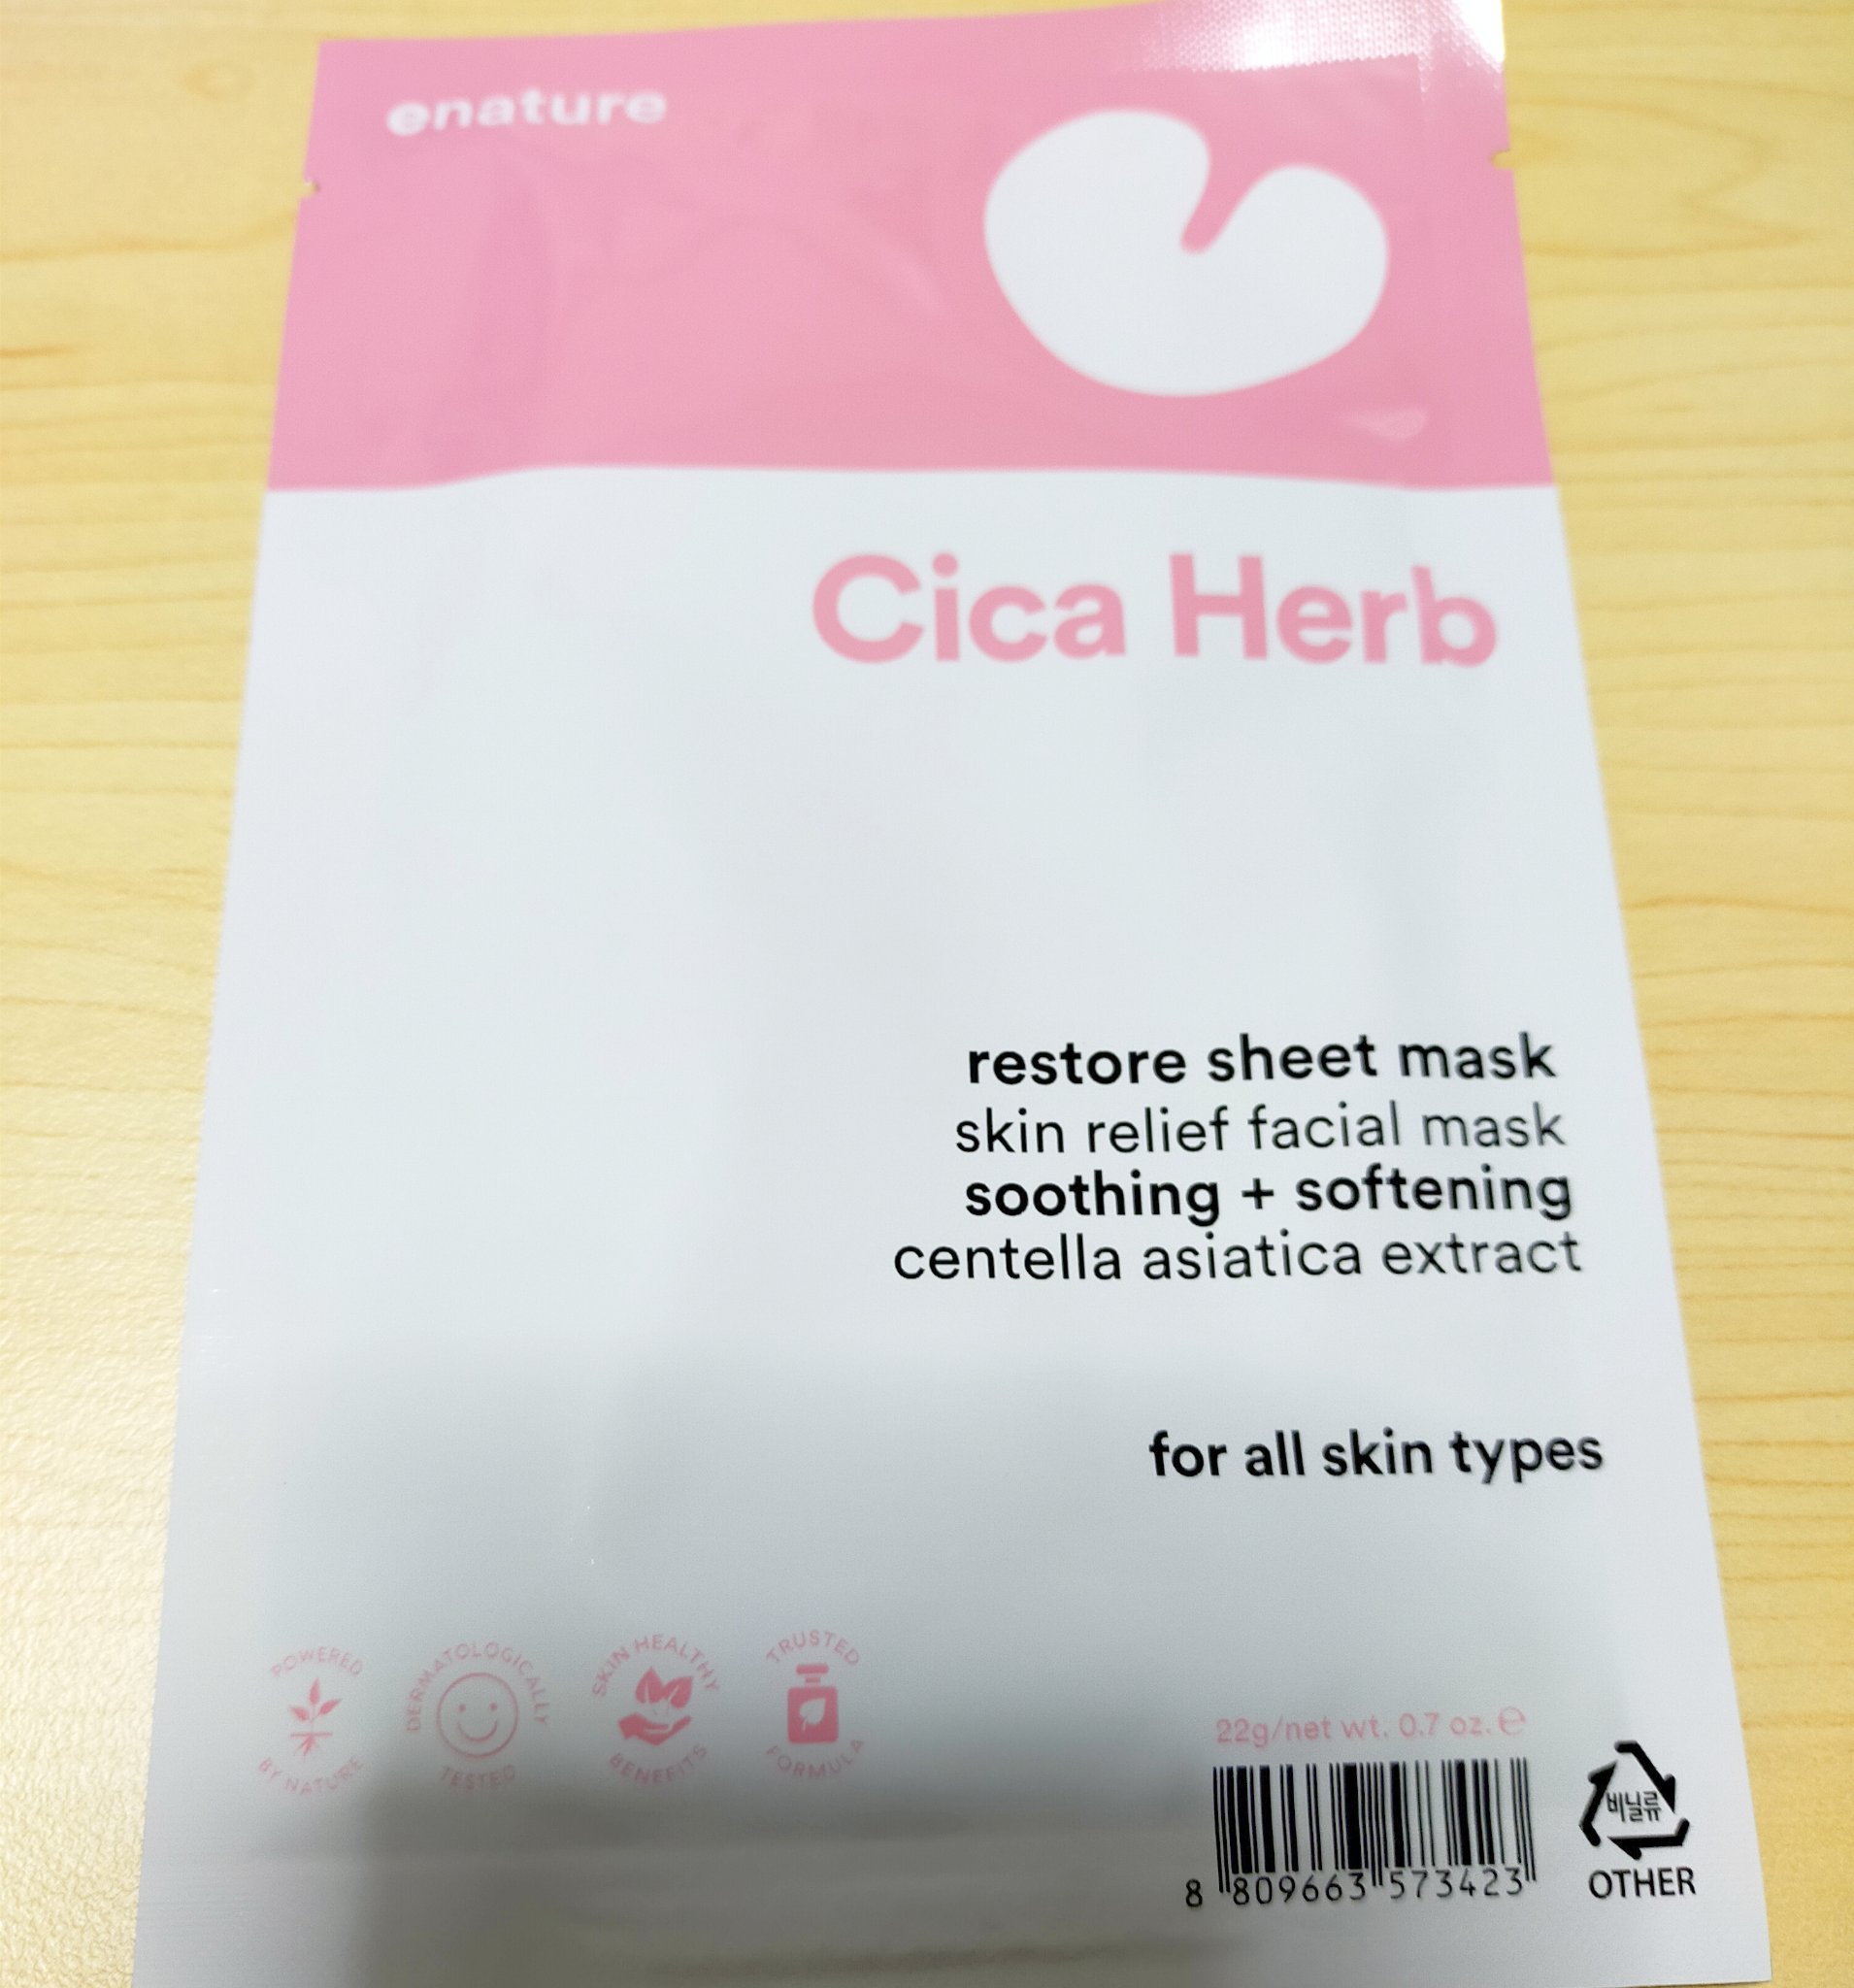 enature
Cica Herb
restore sheet mask
skin relief facial mask
soothing + softening
centella asiatica extract
for all skin types
POWERED
BY NATURE
DERMATOLOGICALLY
TESTED
SKIN HEALTHY
BENEFITS
TRUSTED
FORMULA
22g/net wt. 0.7 oz. ℮
8 809663 573423
비닐류
OTHER